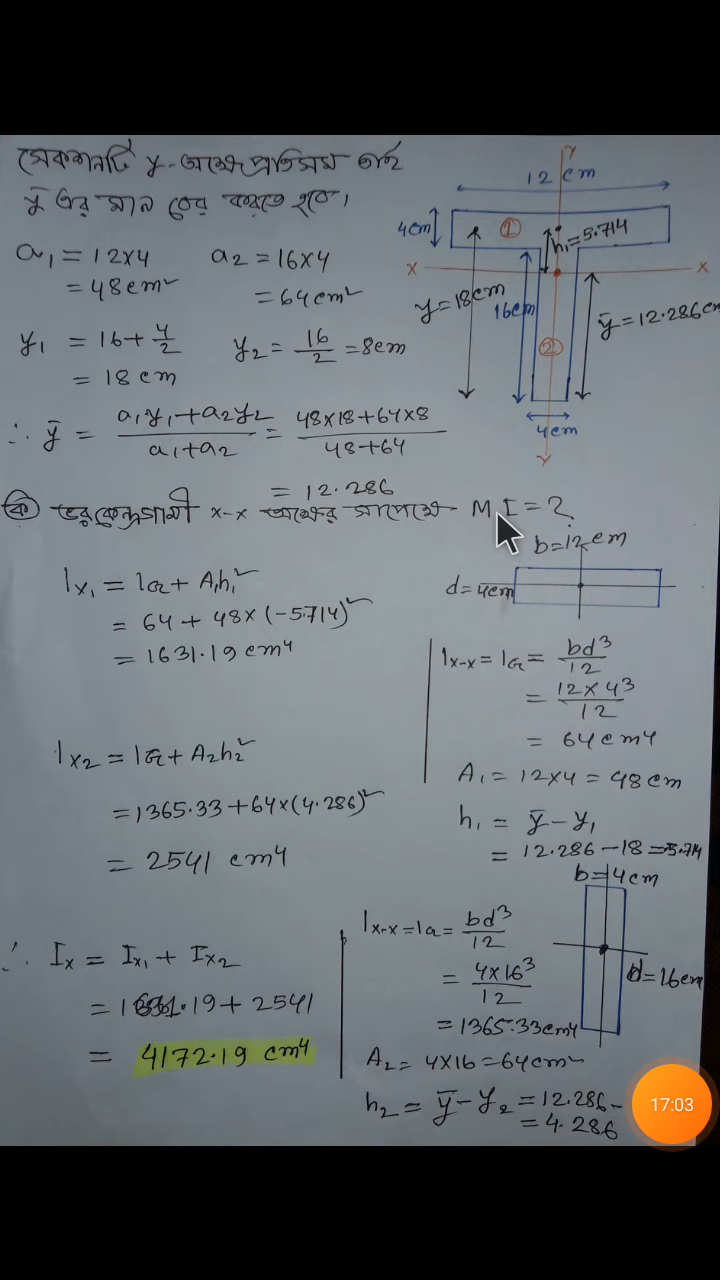 সেকশনটি y-অক্ষে প্রতিসম তাই
ȳ এর মান বের করতে হবে।
a₁ = 12×4
= 48cm²
a₂ = 16×4
= 64cm²
y₁ = 16+4/2
= 18 cm
y₂ = 16/2 = 8cm
∴ ȳ = (a₁y₁+a₂y₂)/(a₁+a₂) = (48×18+64×8)/(48+64)
= 12.286
Y
12 cm
4cm
①
h₁=5.714
X
X
y=18cm
16cm
ȳ=12.286cm
②
4cm
Y
(ক) ভরকেন্দ্রগামী x-x অক্ষের সাপেক্ষে M I = ?
Ix₁ = IG + A₁h₁²
= 64 + 48×(-5.714)²
= 1631.19 cm⁴
b=12cm
d=4cm
Ix-x = IG = bd³/12
= 12×4³/12
= 64cm4
A₁ = 12×4 = 48cm
h₁ = ȳ - y₁
= 12.286-18=-5.714
Ix₂ = IG + A₂h₂²
= 1365.33+64×(4.286)²
= 2541 cm⁴
b=4cm
d=16cm
Ix-x=IG= bd³/12
= 4×16³/12
= 1365.33cm4
A₂ = 4×16=64cm²
h₂ = ȳ-y₂ =12.286-
= 4.286
∴ Ix = Ix₁ + Ix₂
= 1631.19 + 2541
= 4172.19 cm⁴
17:03